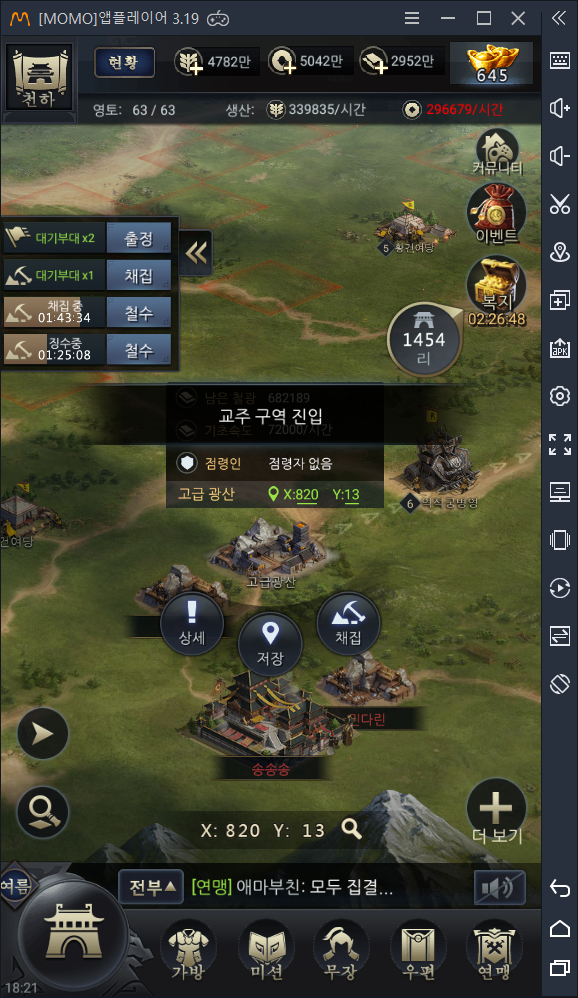 [MOMO]앱플레이어 3.19
천하
현황
4782만
5042만
2952만
645
영토: 63 / 63
생산:
339835/시간
296679/시간
커뮤니티
이벤트
5 황건여당
복지
02:26:48
대기부대 x2
출정
대기부대 x1
채집
채집 중
01:43:34
철수
징수중
01:25:08
철수
1454
리
남은 철광 682189
교주 구역 진입
기초속도 72000/시간
점령인 점령자 없음
고급 광산 X:820 Y:13
6
건여당
고급광산
상세
저장
채집
민다린
송송송
X: 820 Y: 13
더 보기
여름
전부
[연맹] 애마부친: 모두 집결...
가방
미션
무장
우편
연맹
18:21
APK